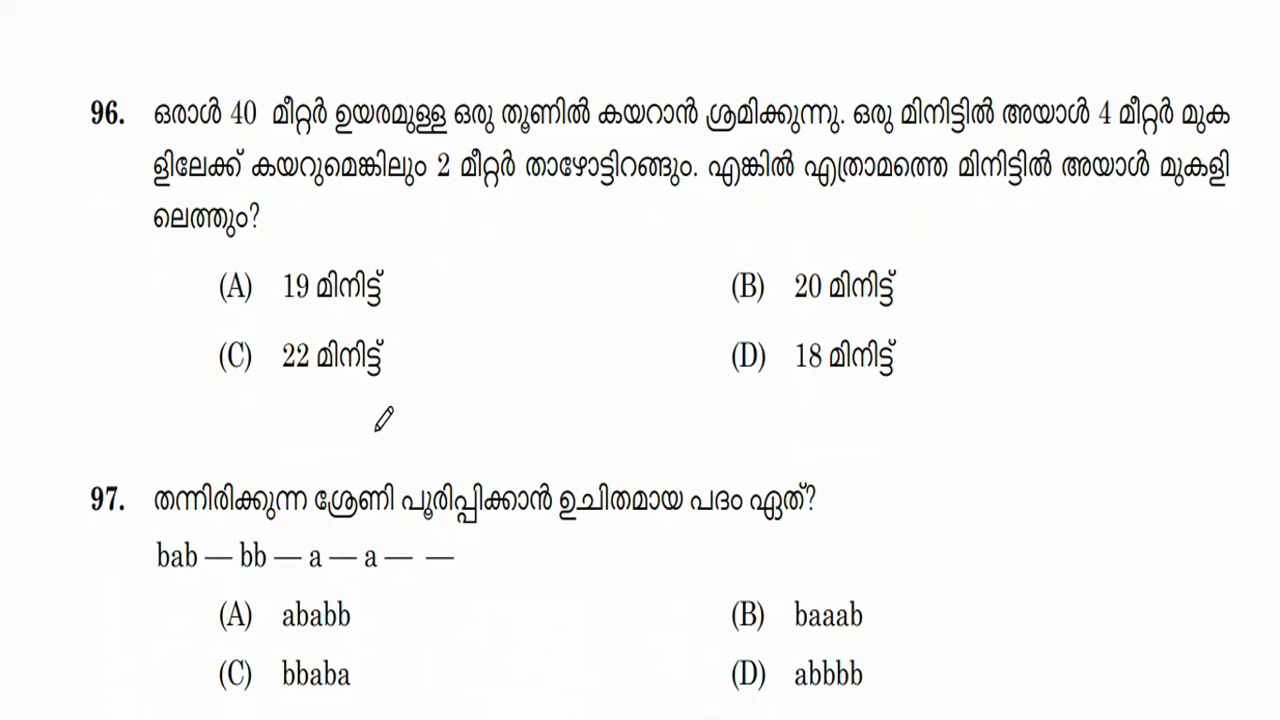 96. ഒരാൾ 40 മീറ്റർ ഉയരമുള്ള ഒരു തൂണിൽ കയറാൻ ശ്രമിക്കുന്നു. ഒരു മിനിട്ടിൽ അയാൾ 4 മീറ്റർ മുക
ളിലേക്ക് കയറുമെങ്കിലും 2 മീറ്റർ താഴോട്ടിറങ്ങും. എങ്കിൽ എത്രാമത്തെ മിനിട്ടിൽ അയാൾ മുകളി
ലെത്തും?
(A) 19 മിനിട്ട് (B) 20 മിനിട്ട്
(C) 22 മിനിട്ട് (D) 18 മിനിട്ട്
97. തന്നിരിക്കുന്ന ശ്രേണി പൂരിപ്പിക്കാൻ ഉചിതമായ പദം ഏത്?
bab — bb — a — a — —
(A) ababb (B) baaab
(C) bbaba (D) abbbb